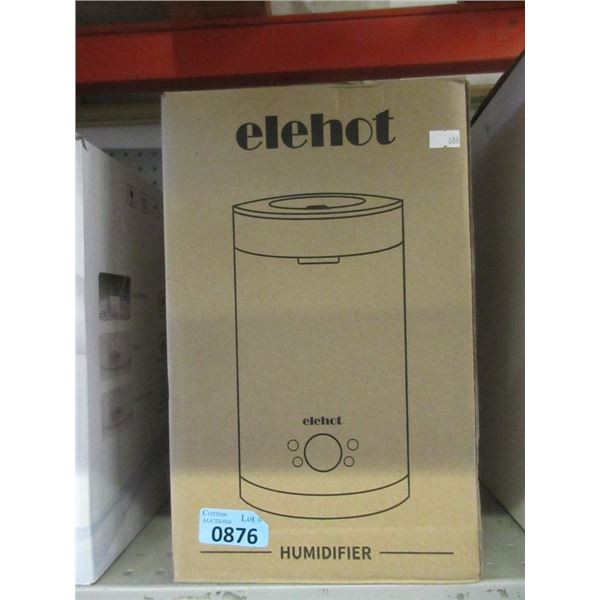 elehot
elehot
COTTON
AUCTIONS
Lot #
0876
HUMIDIFIER